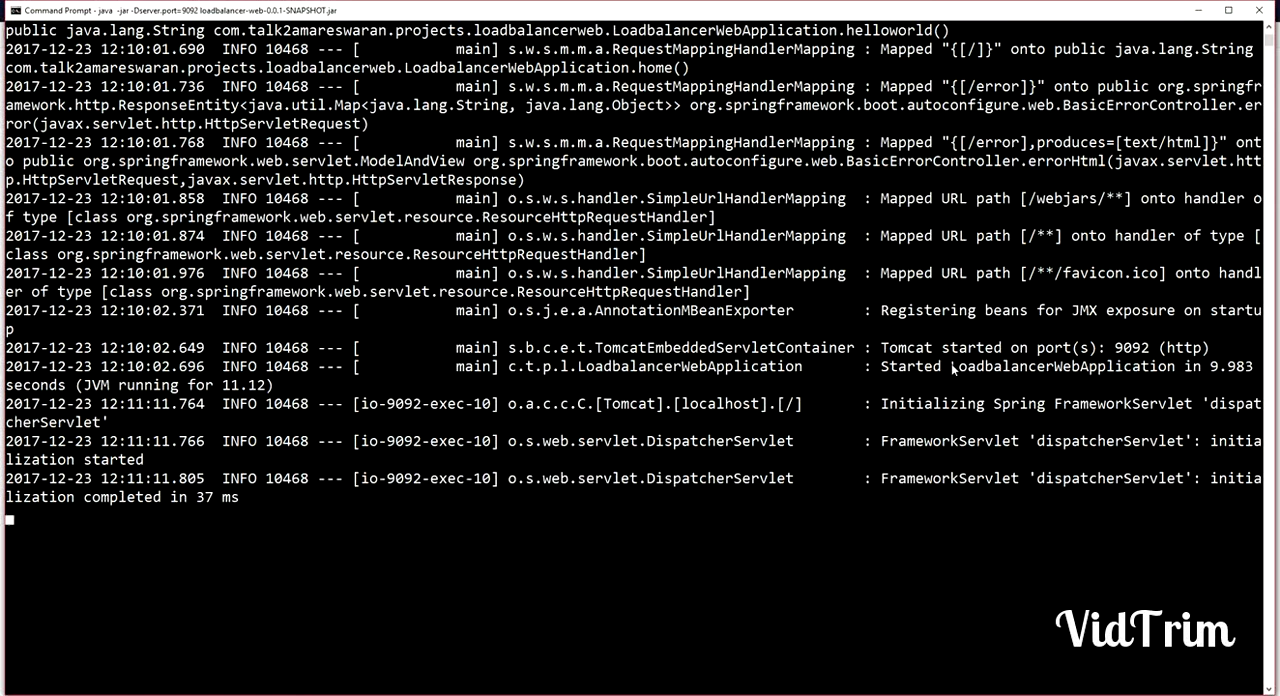 Command Prompt - java -jar -Dserver.port=9092 loadbalancer-web-0.0.1-SNAPSHOT.jar
public java.lang.String com.talk2amareswaran.projects.loadbalancerweb.LoadbalancerWebApplication.helloworld()
2017-12-23 12:10:01.690  INFO 10468 --- [           main] s.w.s.m.m.a.RequestMappingHandlerMapping  : Mapped "{[/]}" onto public java.lang.String
com.talk2amareswaran.projects.loadbalancerweb.LoadbalancerWebApplication.home()
2017-12-23 12:10:01.736  INFO 10468 --- [           main] s.w.s.m.m.a.RequestMappingHandlerMapping  : Mapped "{[/error]}" onto public org.springfr
amework.http.ResponseEntity<java.util.Map<java.lang.String, java.lang.Object>> org.springframework.boot.autoconfigure.web.BasicErrorController.er
ror(javax.servlet.http.HttpServletRequest)
2017-12-23 12:10:01.768  INFO 10468 --- [           main] s.w.s.m.m.a.RequestMappingHandlerMapping  : Mapped "{[/error],produces=[text/html]}" ont
o public org.springframework.web.servlet.ModelAndView org.springframework.boot.autoconfigure.web.BasicErrorController.errorHtml(javax.servlet.htt
p.HttpServletRequest,javax.servlet.http.HttpServletResponse)
2017-12-23 12:10:01.858  INFO 10468 --- [           main] o.s.w.s.handler.SimpleUrlHandlerMapping  : Mapped URL path [/webjars/**] onto handler o
f type [class org.springframework.web.servlet.resource.ResourceHttpRequestHandler]
2017-12-23 12:10:01.874  INFO 10468 --- [           main] o.s.w.s.handler.SimpleUrlHandlerMapping  : Mapped URL path [/**] onto handler of type [
class org.springframework.web.servlet.resource.ResourceHttpRequestHandler]
2017-12-23 12:10:01.976  INFO 10468 --- [           main] o.s.w.s.handler.SimpleUrlHandlerMapping  : Mapped URL path [/**/favicon.ico] onto handl
er of type [class org.springframework.web.servlet.resource.ResourceHttpRequestHandler]
2017-12-23 12:10:02.371  INFO 10468 --- [           main] o.s.j.e.a.AnnotationMBeanExporter        : Registering beans for JMX exposure on startu
p
2017-12-23 12:10:02.649  INFO 10468 --- [           main] s.b.c.e.t.TomcatEmbeddedServletContainer : Tomcat started on port(s): 9092 (http)
2017-12-23 12:10:02.696  INFO 10468 --- [           main] c.t.p.l.LoadbalancerWebApplication       : Started LoadbalancerWebApplication in 9.983
seconds (JVM running for 11.12)
2017-12-23 12:11:11.764  INFO 10468 --- [io-9092-exec-10] o.a.c.c.C.[Tomcat].[localhost].[/]       : Initializing Spring FrameworkServlet 'dispat
cherServlet'
2017-12-23 12:11:11.766  INFO 10468 --- [io-9092-exec-10] o.s.web.servlet.DispatcherServlet        : FrameworkServlet 'dispatcherServlet': initia
lization started
2017-12-23 12:11:11.805  INFO 10468 --- [io-9092-exec-10] o.s.web.servlet.DispatcherServlet        : FrameworkServlet 'dispatcherServlet': initia
lization completed in 37 ms
VidTrim